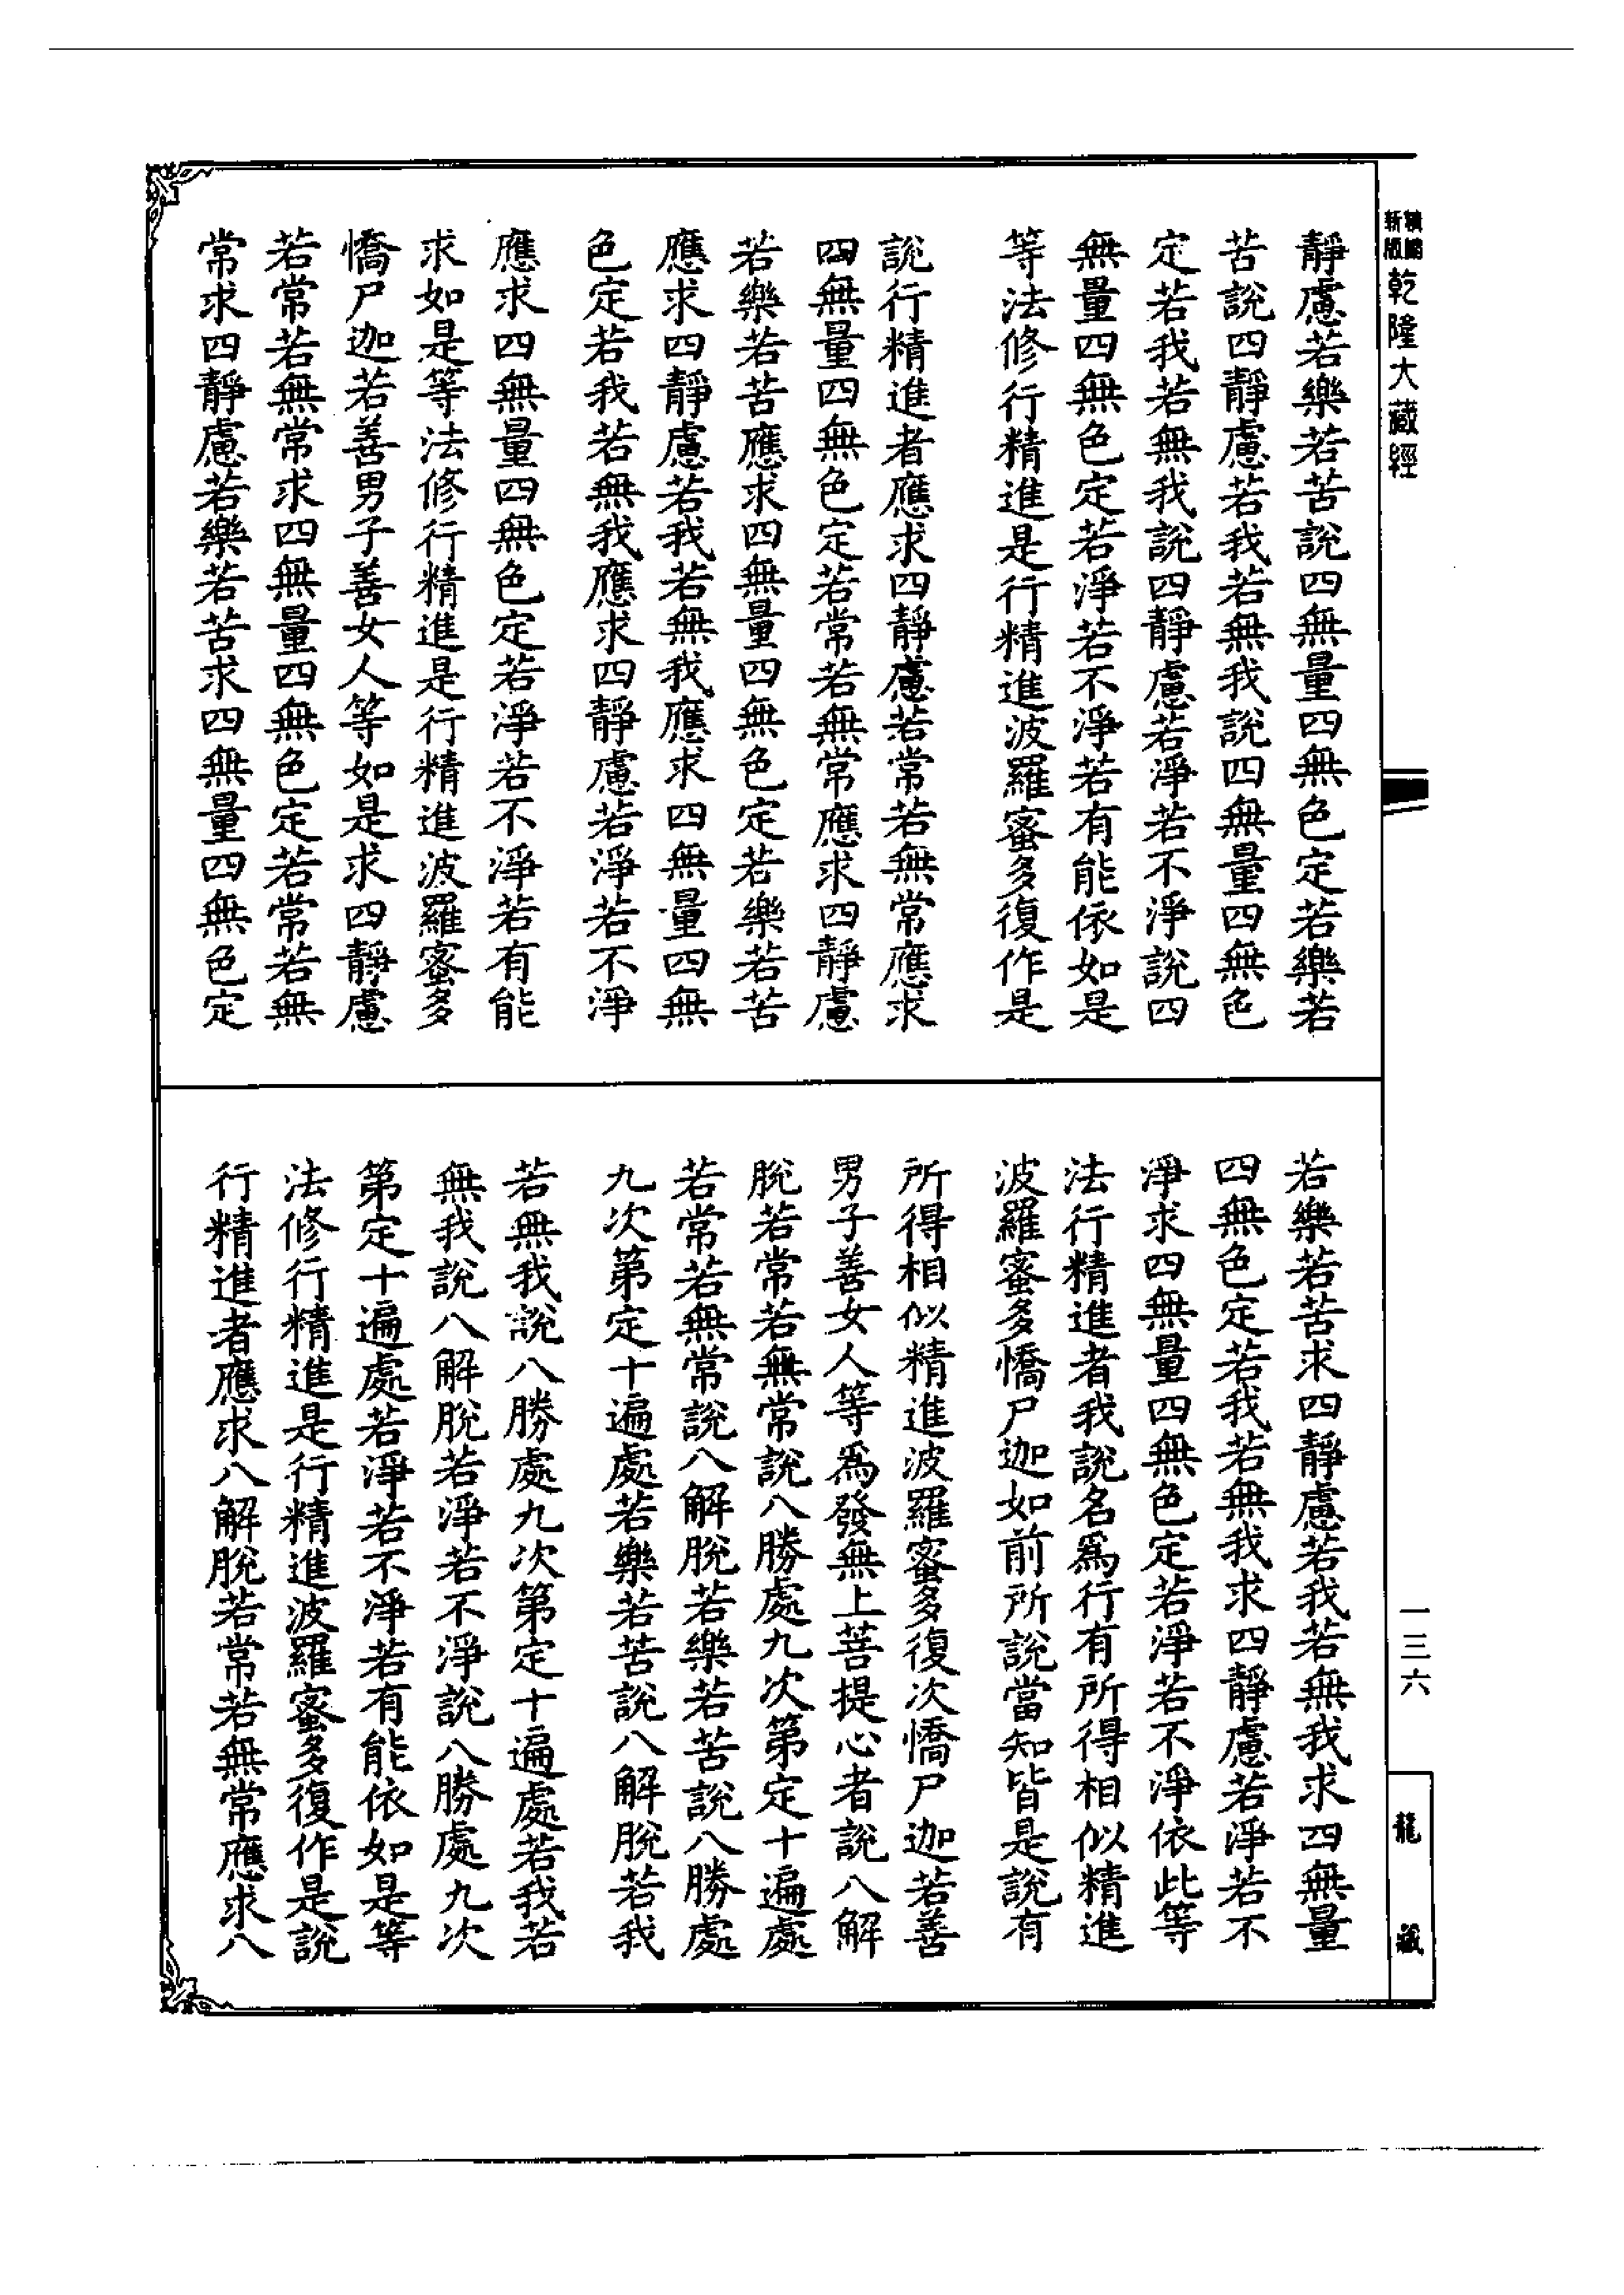 精縮新版乾隆大藏經
靜慮若樂若苦說四無量四無色定若樂若
苦說四靜慮若我若無我說四無量四無色
定若我若無我說四靜慮若淨若不淨說四
無量四無色定若淨若不淨若有能依如是
等法修行精進是行精進波羅蜜多復作是
說行精進者應求四靜慮若常若無常應求
四無量四無色定若常若無常應求四靜慮
若樂若苦應求四無量四無色定若樂若苦
應求四靜慮若我若無我應求四無量四無
色定若我若無我應求四靜慮若淨若不淨
應求四無量四無色定若淨若不淨若有能
求如是等法修行精進是行精進波羅蜜多
憍尸迦若善男子善女人等如是求四靜慮
若常若無常求四無量四無色定若常若無
常求四靜慮若樂若苦求四無量四無色定
若樂若苦求四靜慮若我若無我求四無量
四無色定若我若無我求四靜慮若淨若不
淨求四無量四無色定若淨若不淨依此等
法行精進者我說名爲行有所得相似精進
波羅蜜多憍尸迦如前所說當知皆是說有
所得相似精進波羅蜜多復次憍尸迦若善
男子善女人等爲發無上菩提心者說八解
脫若常若無常說八勝處九次第定十遍處
若常若無常說八解脫若樂若苦說八勝處
九次第定十遍處若樂若苦說八解脫若我
若無我說八勝處九次第定十遍處若我若
無我說八解脫若淨若不淨說八勝處九次
第定十遍處若淨若不淨若有能依如是等
法修行精進是行精進波羅蜜多復作是說
行精進者應求八解脫若常若無常應求八
一三六
龍藏